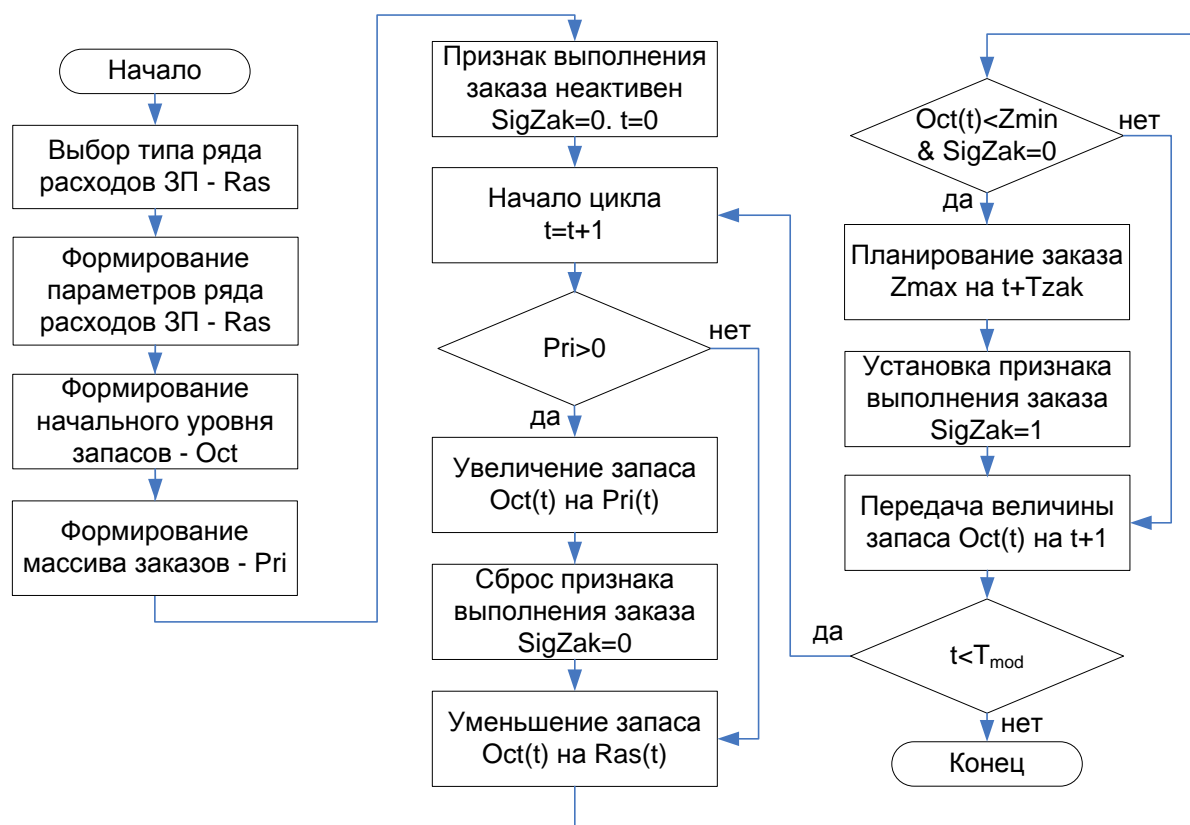 Начало
Выбор типа ряда
расходов ЗП - Ras
Формирование
параметров ряда
расходов ЗП - Ras
Формирование
начального уровня
запасов - Oct
Формирование
массива заказов - Pri
Признак выполнения
заказа неактивен
SigZak=0. t=0
Начало цикла
t=t+1
Pri>0
нет
да
Увеличение запаса
Oct(t) на Pri(t)
Сброс признака
выполнения заказа
SigZak=0
Уменьшение запаса
Oct(t) на Ras(t)
Oct(t)<Zmin
& SigZak=0
нет
да
Планирование заказа
Zmax на t+Tzak
Установка признака
выполнения заказа
SigZak=1
Передача величины
запаса Oct(t) на t+1
да
t<Tmod
нет
Конец